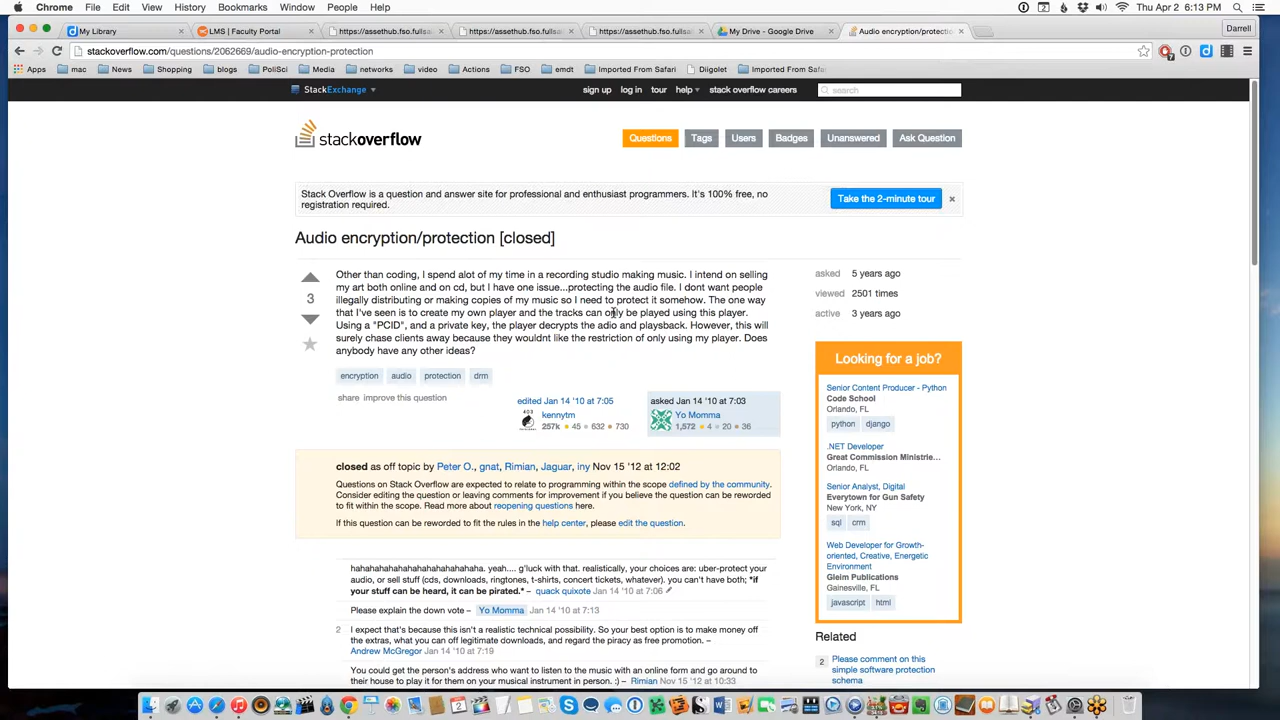 Chrome File Edit View History Bookmarks Window People Help Thu Apr 2 6:13 PM
My Library LMS | Faculty Portal https://assethub.fso.fullsa https://assethub.fso.fullsa https://assethub.fso.fullsa My Drive - Google Drive Audio encryption/protectio Darrell
stackoverflow.com/questions/2062669/audio-encryption-protection
Apps mac News Shopping blogs PoliSci Media networks video Actions FSO emdt Imported From Safari Diigolet Imported From Safa
StackExchange sign up log in tour help stack overflow careers search
stackoverflow Questions Tags Users Badges Unanswered Ask Question
Stack Overflow is a question and answer site for professional and enthusiast programmers. It's 100% free, no
registration required.
Take the 2-minute tour ×
Audio encryption/protection [closed]
Other than coding, I spend alot of my time in a recording studio making music. I intend on selling
my art both online and on cd, but I have one issue...protecting the audio file. I dont want people
illegally distributing or making copies of my music so I need to protect it somehow. The one way
that I've seen is to create my own player and the tracks can only be played using this player.
Using a "PCID", and a private key, the player decrypts the adio and playsback. However, this will
surely chase clients away because they wouldnt like the restriction of only using my player. Does
anybody have any other ideas?
3
encryption audio protection drm
share improve this question
edited Jan 14 '10 at 7:05
kennytm
257k 45 632 730
asked Jan 14 '10 at 7:03
Yo Momma
1,572 4 20 36
closed as off topic by Peter O., gnat, Rimian, Jaguar, iny Nov 15 '12 at 12:02
Questions on Stack Overflow are expected to relate to programming within the scope defined by the community.
Consider editing the question or leaving comments for improvement if you believe the question can be reworded
to fit within the scope. Read more about reopening questions here.
If this question can be reworded to fit the rules in the help center, please edit the question.
hahahahahahahahahahahahaha. yeah.... g'luck with that. realistically, your choices are: uber-protect your
audio, or sell stuff (cds, downloads, ringtones, t-shirts, concert tickets, whatever). you can't have both; *if
your stuff can be heard, it can be pirated.* – quack quixote Jan 14 '10 at 7:06
Please explain the down vote – Yo Momma Jan 14 '10 at 7:13
2 I expect that's because this isn't a realistic technical possibility. So your best option is to make money off
the extras, what you can off legitimate downloads, and regard the piracy as free promotion. –
Andrew McGregor Jan 14 '10 at 7:19
You could get the person's address who want to listen to the music with an online form and go around to
their house to play it for them on your musical instrument in person. :) – Rimian Jan 15 '10 at 10:33
asked 5 years ago
viewed 2501 times
active 3 years ago
Looking for a job?
Senior Content Producer - Python
Code School
Orlando, FL
python django
.NET Developer
Great Commission Ministrie...
Orlando, FL
Senior Analyst, Digital
Everytown for Gun Safety
New York, NY
sql crm
Web Developer for Growth-
oriented, Creative, Energetic
Environment
Gleim Publications
Gainesville, FL
javascript html
Related
2 Please comment on this
simple software protection
schema